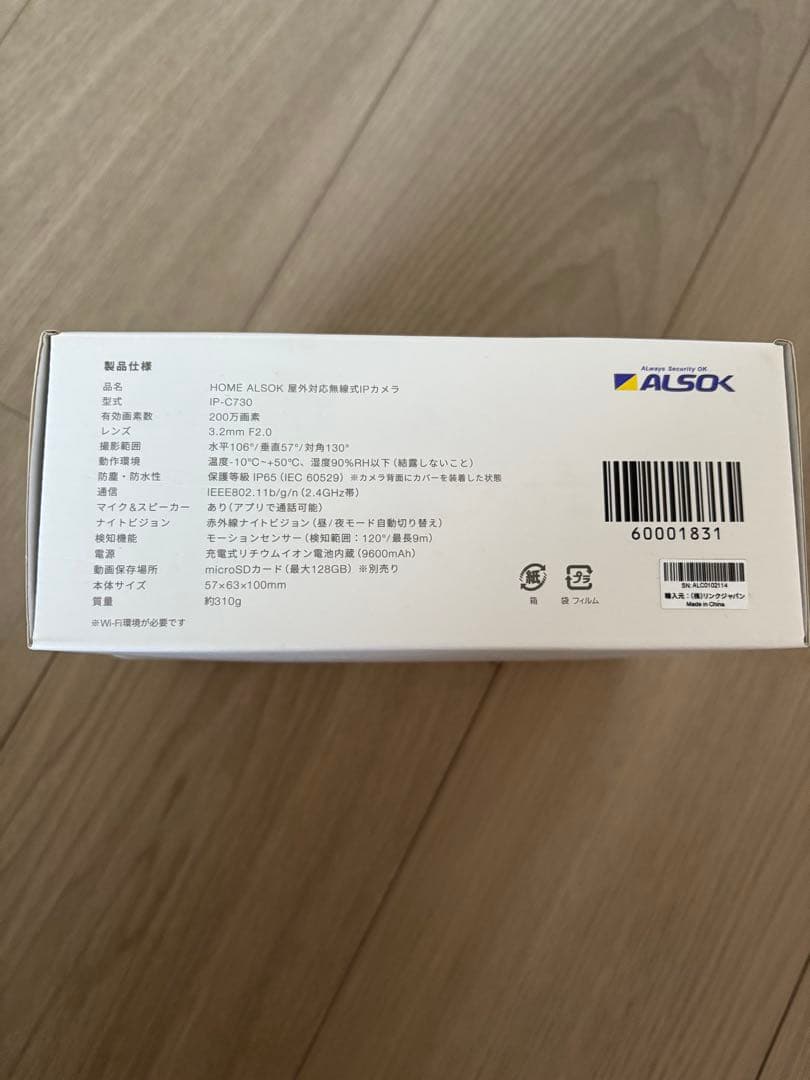 製品仕様
品名 HOME ALSOK 屋外対応無線式IPカメラ
型式 IP-C730
有効画素数 200万画素
レンズ 3.2mm F2.0
撮影範囲 水平106°/垂直57°/対角130°
動作環境 温度-10℃~+50℃、湿度90%RH以下(結露しないこと)
防塵・防水性 保護等級 IP65(IEC 60529) ※カメラ背面にカバーを装着した状態
通信 IEEE802.11b/g/n(2.4GHz帯)
マイク&スピーカー あり(アプリで通話可能)
ナイトビジョン 赤外線ナイトビジョン(昼/夜モード自動切り替え)
検知機能 モーションセンサー(検知範囲:120°/最長9m)
電源 充電式リチウムイオン電池内蔵(9600mAh)
動画保存場所 microSDカード(最大128GB)※別売り
本体サイズ 57×63×100mm
質量 約310g
※Wi-Fi環境が必要です
ALways Security OK
ALSOK
60001831
紙
箱
プラ
袋 フィルム
SN: ALC0102114
輸入元:(株)リンクジャパン
Made in China